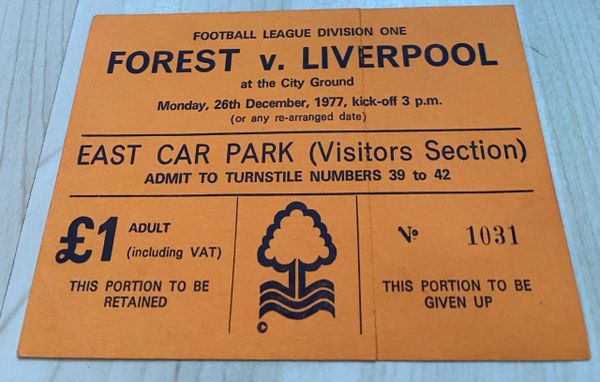 FOOTBALL LEAGUE DIVISION ONE
FOREST v. LIVERPOOL
at the City Ground
Monday, 26th December, 1977, kick-off 3 p.m.
(or any re-arranged date)
EAST CAR PARK (Visitors Section)
ADMIT TO TURNSTILE NUMBERS 39 to 42
£1 ADULT
(including VAT)
THIS PORTION TO BE
RETAINED
©
No 1031
THIS PORTION TO BE
GIVEN UP